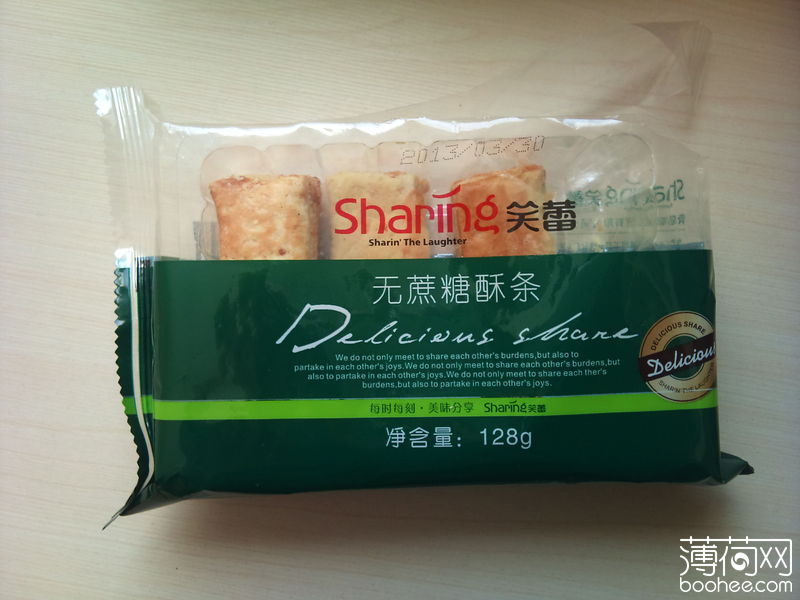 2013/03/30
Sharing 笑蕾
Sharin' The Laughter
无蔗糖酥条
Delicious share
We do not only meet to share each other's burdens,but also to
partake in each other's joys.We do not only meet to share each other's burdens,but
also to partake in each other's joys.We do not only meet to share each ther's
burdens,but also to partake in each other's joys.
DELICIOUS SHARE
Delicious
SHARIN' THE LAUGHTER
每时每刻·美味分享 Sharing笑蕾
净含量：128g
薄荷网
boohee.com